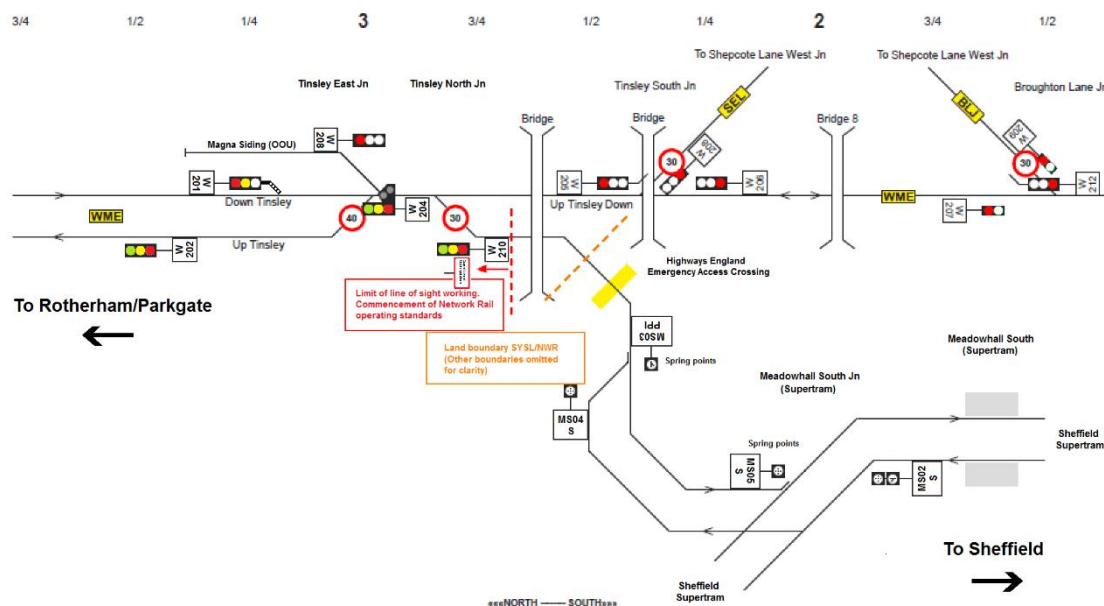 3/4 1/2 1/4 3 3/4 1/2 1/4 2 3/4 1/2
To Shepcote Lane West Jn
To Shepcote Lane West Jn
Tinsley East Jn
Tinsley North Jn
Tinsley South Jn
Broughton Lane Jn
SEL
BLJ
Bridge
Bridge
Bridge 8
W 208
Magna Siding (OOU)
W 208
W 209
30
30
W 201
W 205
W 206
W 212
Down Tinsley
Up Tinsley Down
WME
WME
40
W 204
30
W 207
Up Tinsley
W 202
W 210
Highways England
Emergency Access Crossing
Limit of line of sight working.
Commencement of Network Rail
operating standards
To Rotherham/Parkgate
MS03
PPI
Land boundary SYSL/NWR
(Other boundaries omitted
for clarity)
Spring points
Meadowhall South Jn
(Supertram)
Meadowhall South
(Supertram)
MS04
S
Spring points
Sheffield
Supertram
MS05
S
MS02
S
To Sheffield
Sheffield
Supertram
«««NORTH ——— SOUTH»»»